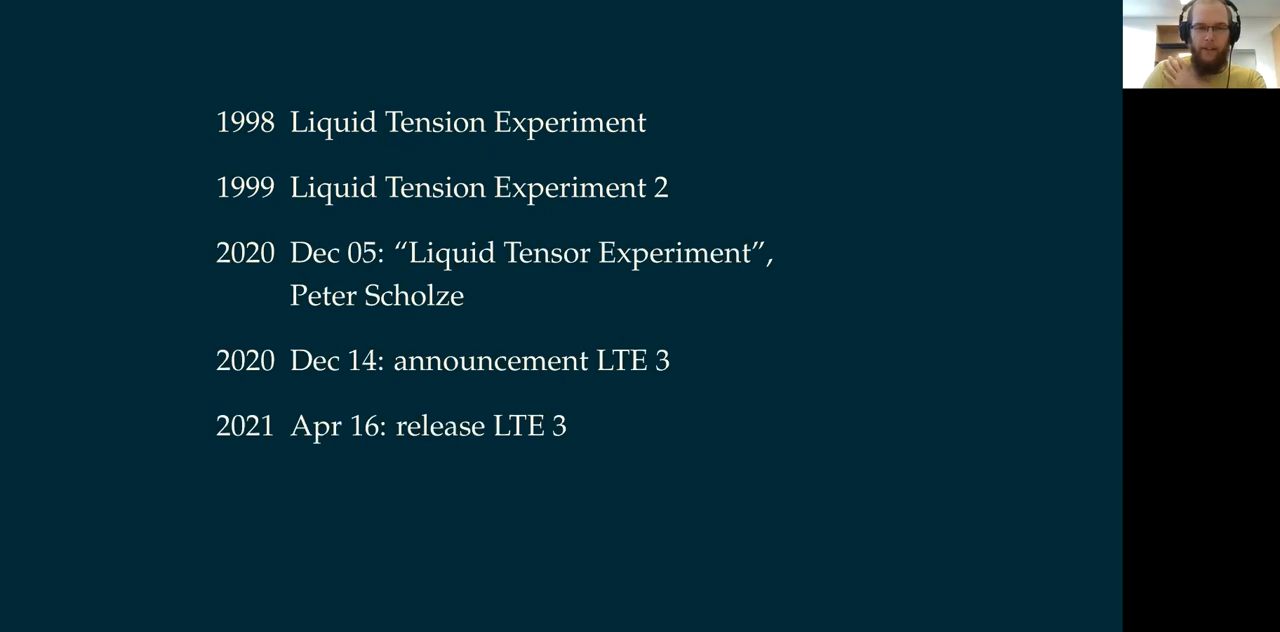 1998 Liquid Tension Experiment
1999 Liquid Tension Experiment 2
2020 Dec 05: “Liquid Tensor Experiment”,
Peter Scholze
2020 Dec 14: announcement LTE 3
2021 Apr 16: release LTE 3